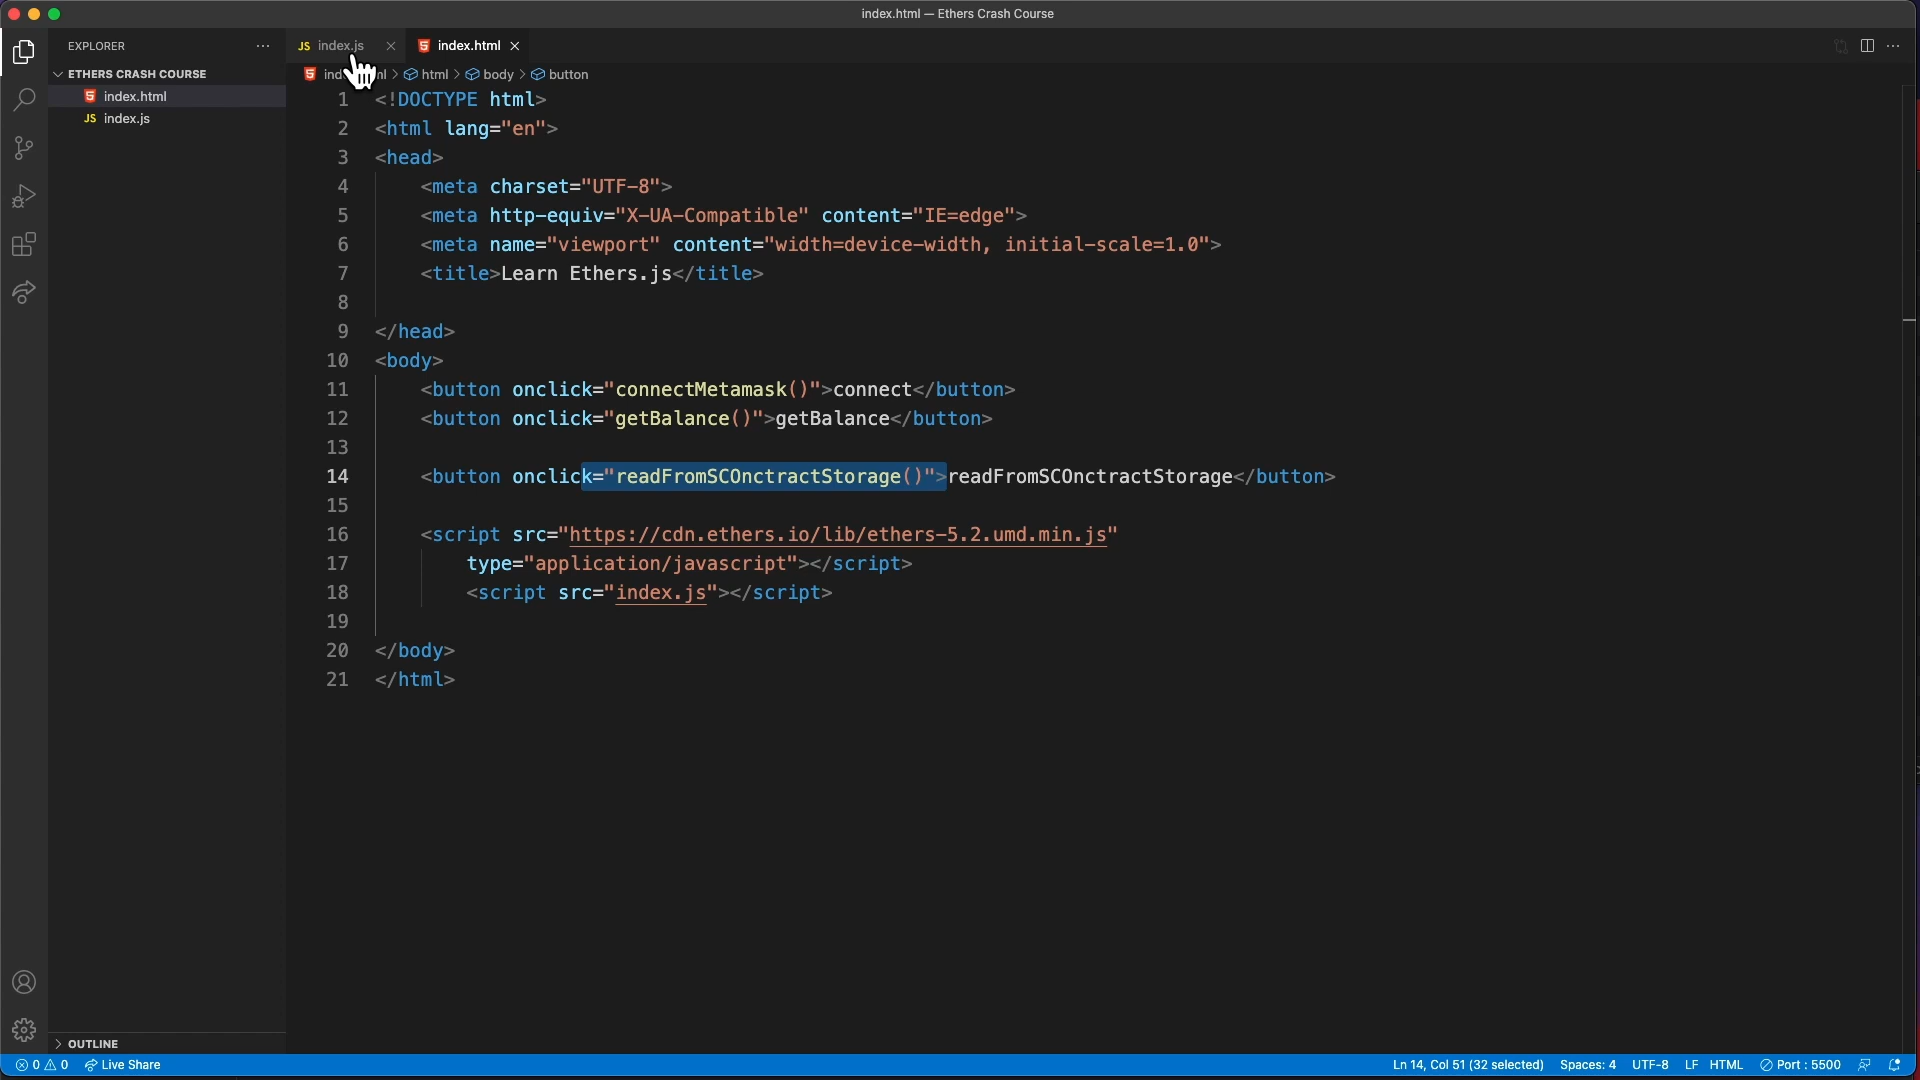 index.html — Ethers Crash Course
EXPLORER
ETHERS CRASH COURSE
index.html
JS index.js
OUTLINE
JS index.js
index.html
html > body > button
1 <!DOCTYPE html>
2 <html lang="en">
3 <head>
4 <meta charset="UTF-8">
5 <meta http-equiv="X-UA-Compatible" content="IE=edge">
6 <meta name="viewport" content="width=device-width, initial-scale=1.0">
7 <title>Learn Ethers.js</title>
8
9 </head>
10 <body>
11 <button onclick="connectMetamask()">connect</button>
12 <button onclick="getBalance()">getBalance</button>
13
14 <button onclick="readFromSCOnctractStorage()">readFromSCOnctractStorage</button>
15
16 <script src="https://cdn.ethers.io/lib/ethers-5.2.umd.min.js"
17 type="application/javascript"></script>
18 <script src="index.js"></script>
19
20 </body>
21 </html>
0 0 Live Share
Ln 14, Col 51 (32 selected) Spaces: 4 UTF-8 LF HTML Port : 5500